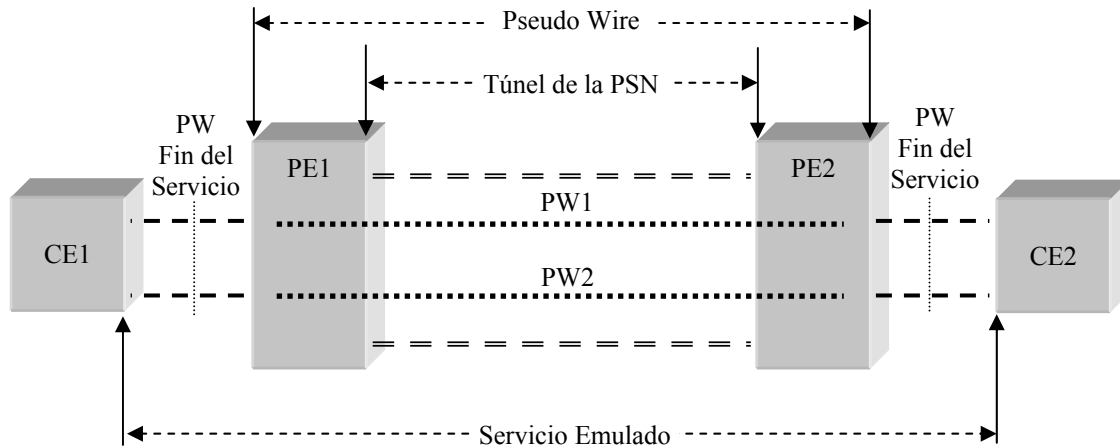 Pseudo Wire
Túnel de la PSN
PW
Fin del
Servicio
PW
Fin del
Servicio
PE1
PE2
PW1
CE1
CE2
PW2
Servicio Emulado